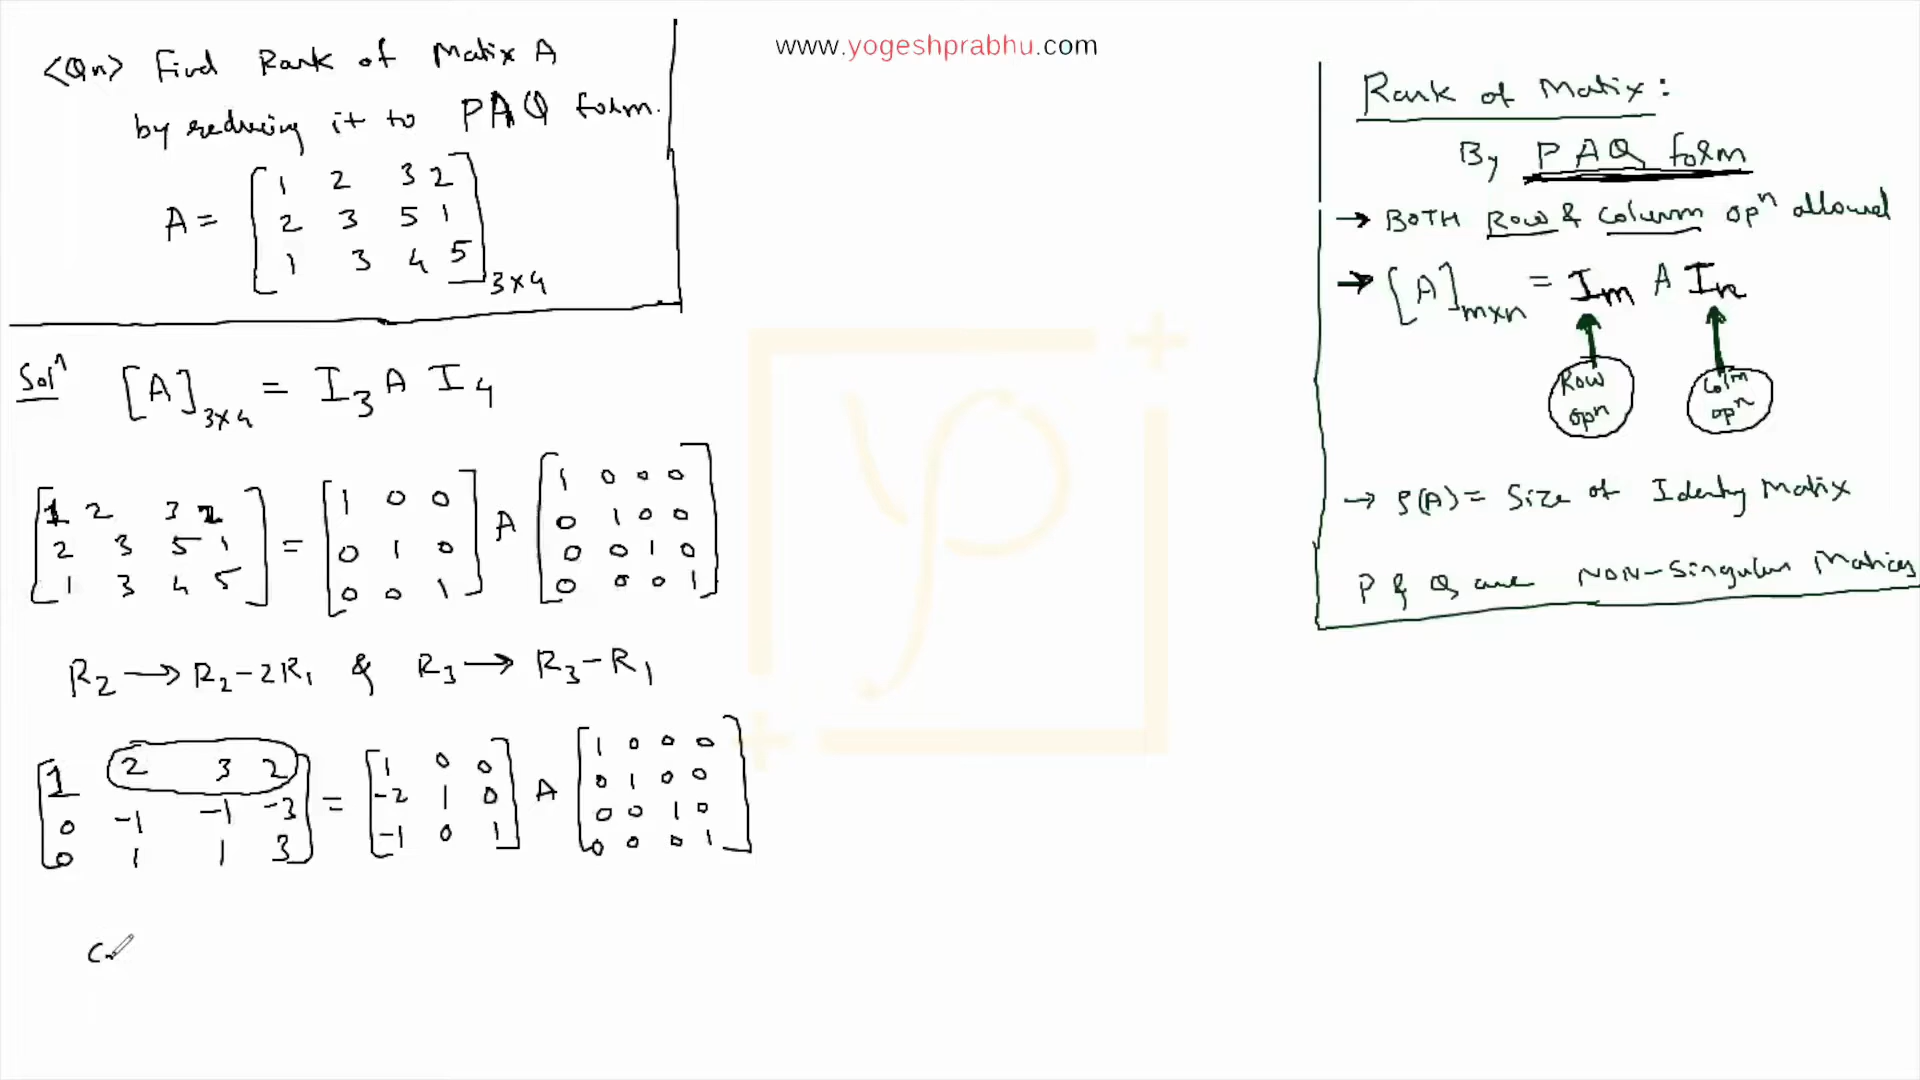 www.yogeshprabhu.com
<Qn> Find Rank of Matix A
by reducing it to PAQ form.
A = [ 1 2 3 2
2 3 5 1
1 3 4 5 ]3×4
Solⁿ [A]3×4 = I3 A I4
[ 1 2 3 2 ] = [ 1 0 0 ] A [ 1 0 0 0 ]
[ 2 3 5 1 ] [ 0 1 0 ] [ 0 1 0 0 ]
[ 1 3 4 5 ] [ 0 0 1 ] [ 0 0 1 0 ]
[ 0 0 0 1 ]
R2 → R2-2R1 & R3 → R3-R1
[ 1 2 3 2 ] = [ 1 0 0 ] A [ 1 0 0 0 ]
[ 0 -1 -1 -3 ] [ -2 1 0 ] [ 0 1 0 0 ]
[ 0 1 1 3 ] [ -1 0 1 ] [ 0 0 1 0 ]
[ 0 0 0 1 ]
C
Rank of Matix:
By PAQ form
→ BOTH Row & Column opⁿ allowed
→ [A]m×n = Im A In
Row opⁿ
Colm opⁿ
→ ρ(A) = Size of Identiy Matrix
P & Q are NON-Singular Matrices